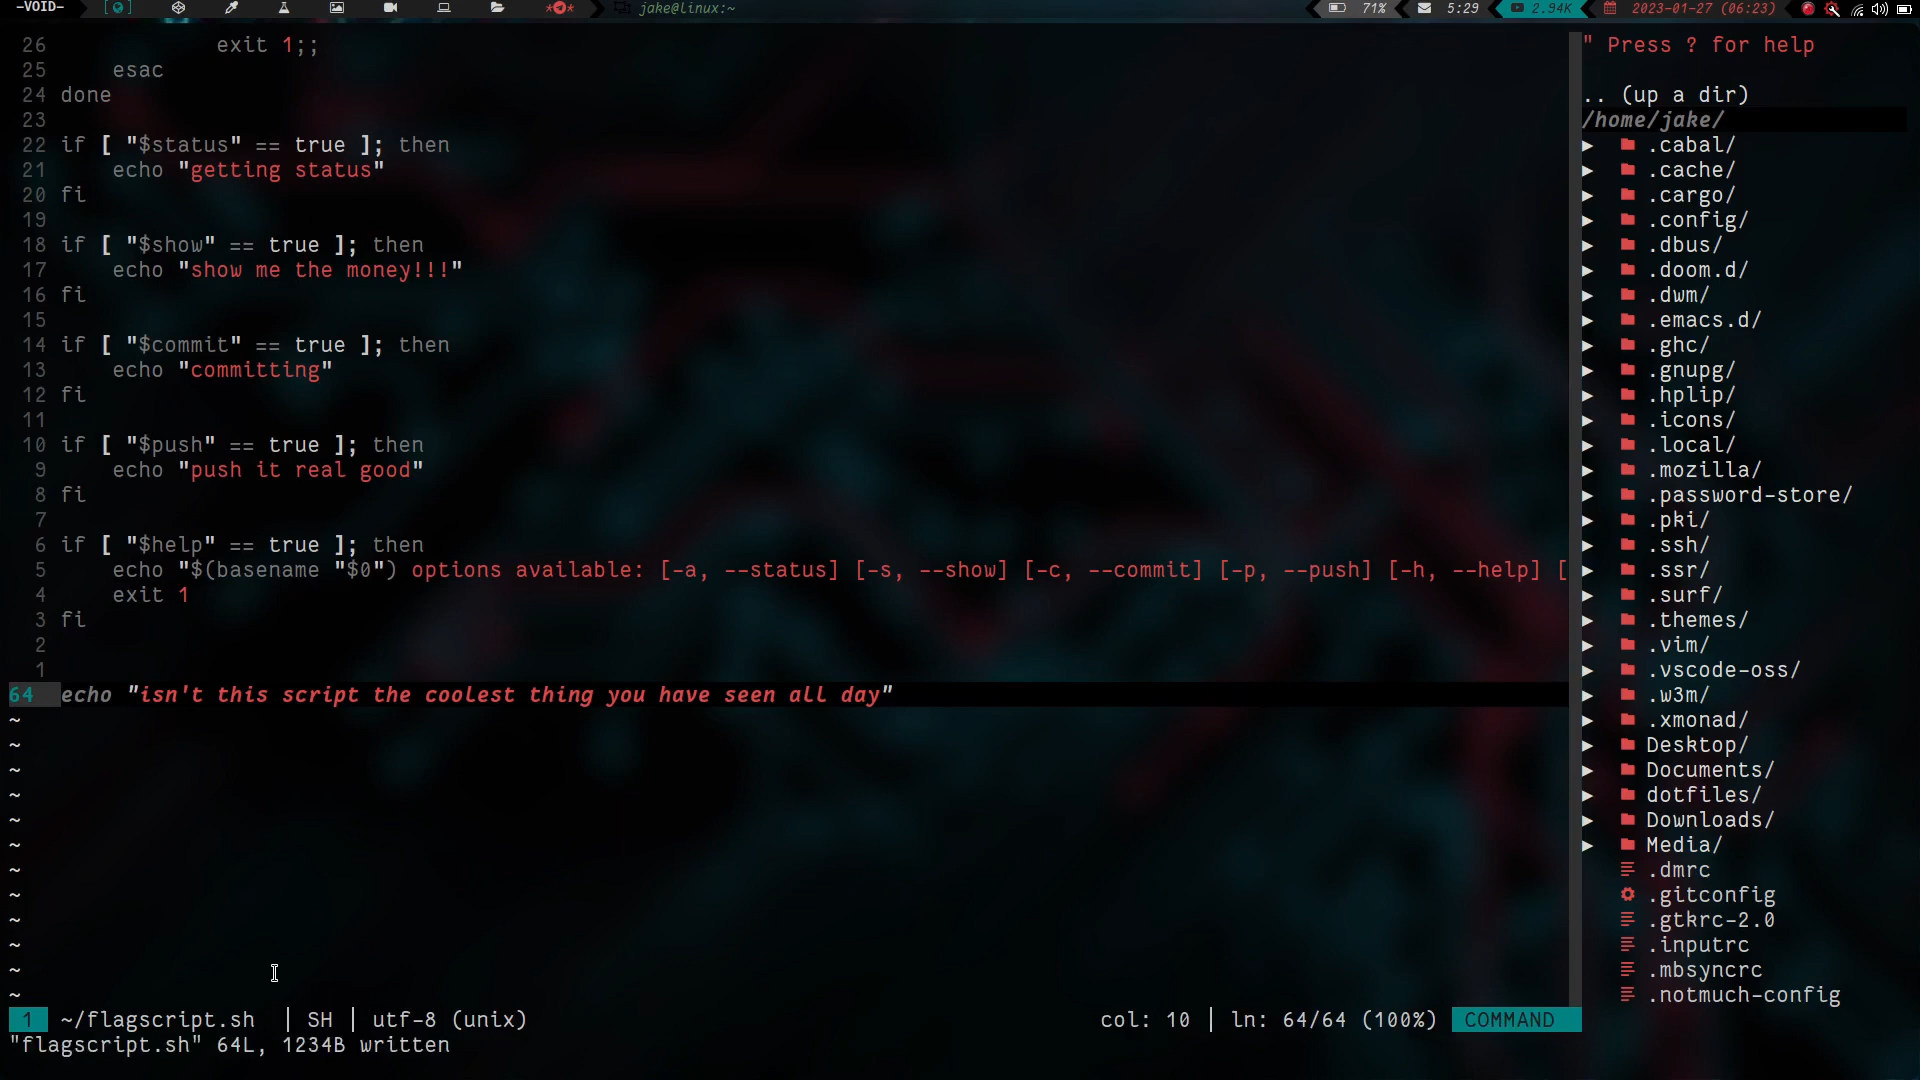 -VOID- jake@linux:~ 71% 5:29 2.94K 2023-01-27 (06:23)
26 exit 1;;
25 esac
24 done
23
22 if [ "$status" == true ]; then
21 echo "getting status"
20 fi
19
18 if [ "$show" == true ]; then
17 echo "show me the money!!!"
16 fi
15
14 if [ "$commit" == true ]; then
13 echo "committing"
12 fi
11
10 if [ "$push" == true ]; then
9 echo "push it real good"
8 fi
7
6 if [ "$help" == true ]; then
5 echo "$(basename "$0") options available: [-a, --status] [-s, --show] [-c, --commit] [-p, --push] [-h, --help] [
4 exit 1
3 fi
2
1
64 echo "isn't this script the coolest thing you have seen all day"
~
~
~
~
~
~
~
~
~
~
~
~
1 ~/flagscript.sh | SH | utf-8 (unix) col: 10 | ln: 64/64 (100%) COMMAND
"flagscript.sh" 64L, 1234B written
" Press ? for help
.. (up a dir)
/home/jake/
▶ .cabal/
▶ .cache/
▶ .cargo/
▶ .config/
▶ .dbus/
▶ .doom.d/
▶ .dwm/
▶ .emacs.d/
▶ .ghc/
▶ .gnupg/
▶ .hplip/
▶ .icons/
▶ .local/
▶ .mozilla/
▶ .password-store/
▶ .pki/
▶ .ssh/
▶ .ssr/
▶ .surf/
▶ .themes/
▶ .vim/
▶ .vscode-oss/
▶ .w3m/
▶ .xmonad/
▶ Desktop/
▶ Documents/
▶ dotfiles/
▶ Downloads/
▶ Media/
.dmrc
.gitconfig
.gtkrc-2.0
.inputrc
.mbsyncrc
.notmuch-config